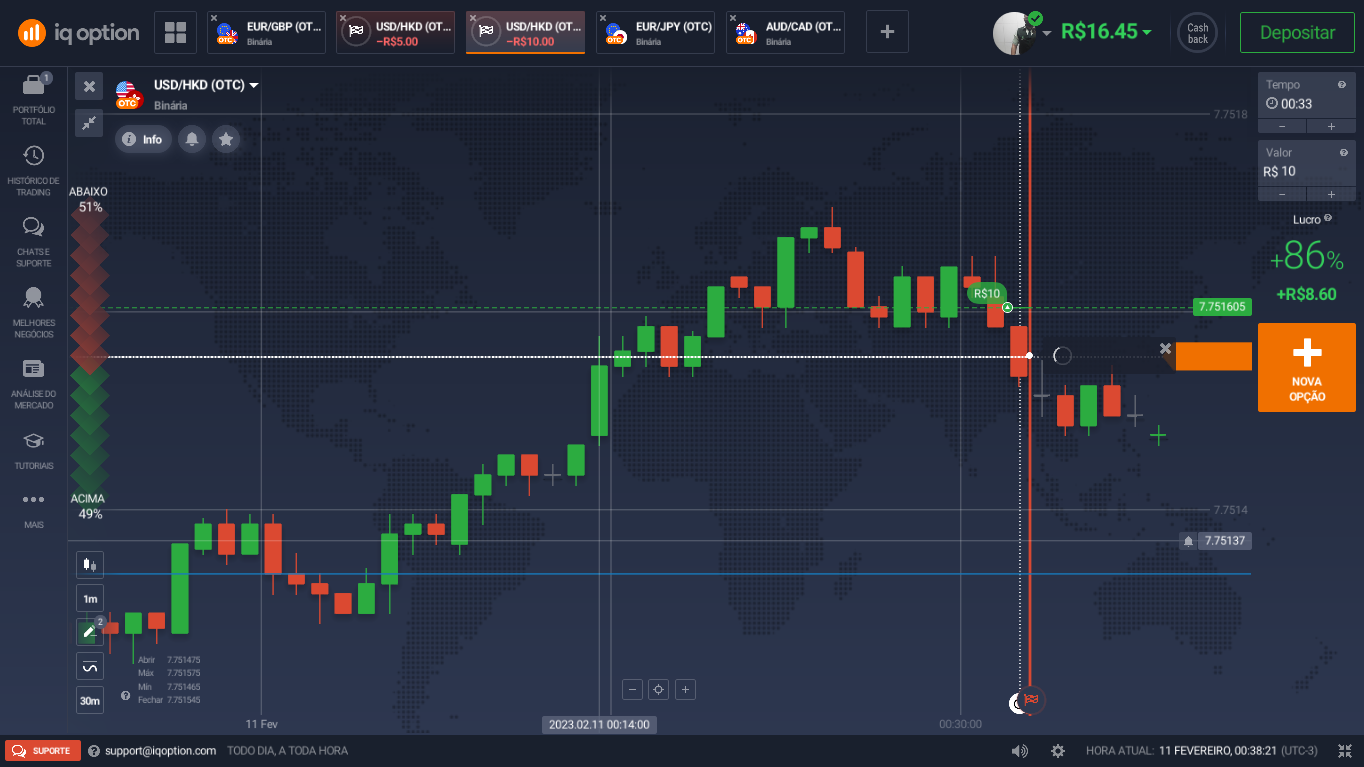 iq option
EUR/GBP (OT...
Binária
USD/HKD (OT...
−R$5.00
USD/HKD (OT...
−R$10.00
EUR/JPY (OTC)
Binária
AUD/CAD (OT...
Binária
+
R$16.45
Cash
back
Depositar
1
PORTFÓLIO
TOTAL
HISTÓRICO DE
TRADING
CHATS E
SUPORTE
MELHORES
NEGÓCIOS
ANÁLISE DO
MERCADO
TUTORIAIS
MAIS
OTC
USD/HKD (OTC)
Binária
Info
ABAIXO
51%
ACIMA
49%
1m
2
30m
Abrir 7.751475
Máx 7.751575
Mín 7.751465
Fechar 7.751545
R$10
7.7518
7.751605
7.7514
7.75137
11 Fev
2023.02.11 00:14:00
00:30:00
Tempo
00:33
− +
Valor
R$ 10
− +
Lucro
+86%
+R$8.60
NOVA
OPÇÃO
SUPORTE
support@iqoption.com
TODO DIA, A TODA HORA
HORA ATUAL: 11 FEVEREIRO, 00:38:21 (UTC-3)